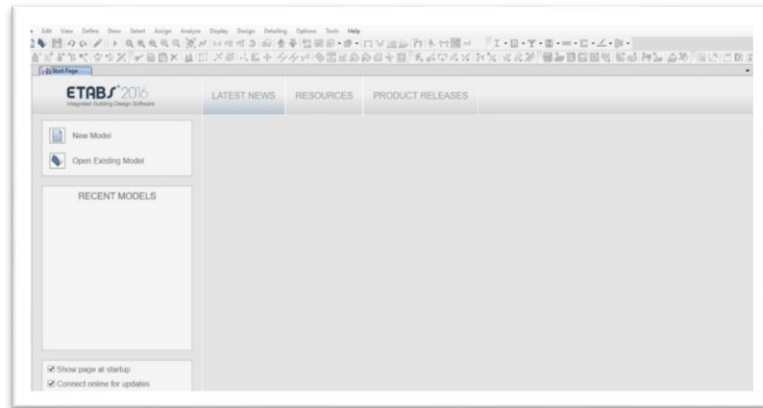 Edit View Define Draw Select Assign Analyze Display Design Detailing Options Tools Help
Start Page
ETABS 2016
Integrated Building Design Software
LATEST NEWS RESOURCES PRODUCT RELEASES
New Model
Open Existing Model
RECENT MODELS
Show page at startup
Connect online for updates